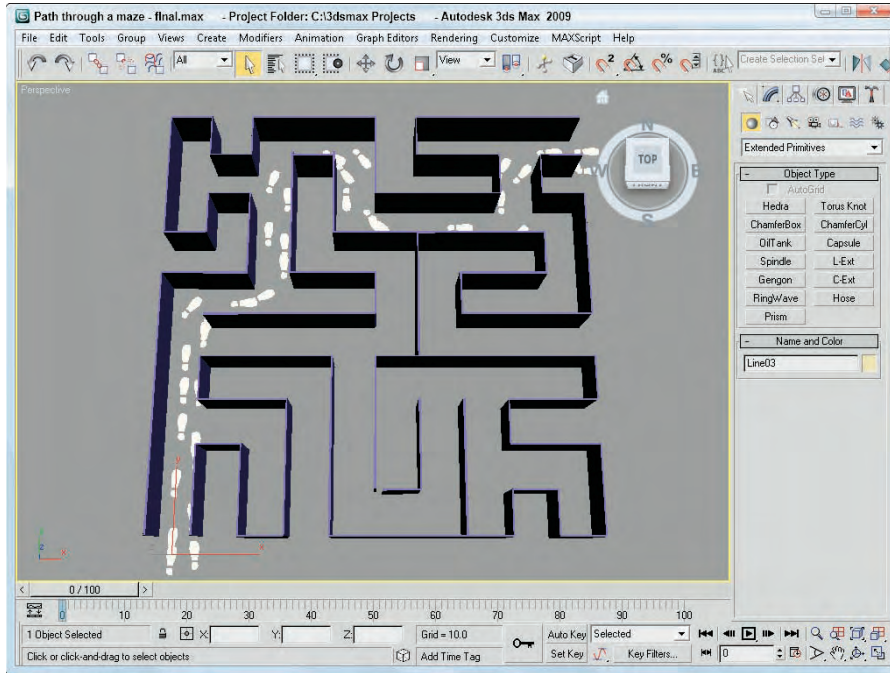 Path through a maze - fInal.max - Project Folder: C:\3dsmax Projects - Autodesk 3ds Max 2009
File Edit Tools Group Views Create Modifiers Animation Graph Editors Rendering Customize MAXScript Help
All View Create Selection Sel
Perspective
N
W TOP E
S
Extended Primitives
- Object Type
AutoGrid
Hedra Torus Knot
ChamferBox ChamferCyl
OilTank Capsule
Spindle L-Ext
Gengon C-Ext
RingWave Hose
Prism
- Name and Color
Line03
y
x
z x
< 0 / 100 >
0 10 20 30 40 50 60 70 80 90 100
1 Object Selected X: Y: Z: Grid = 10.0 Auto Key Selected
Click or click-and-drag to select objects Add Time Tag Set Key Key Filters... 0